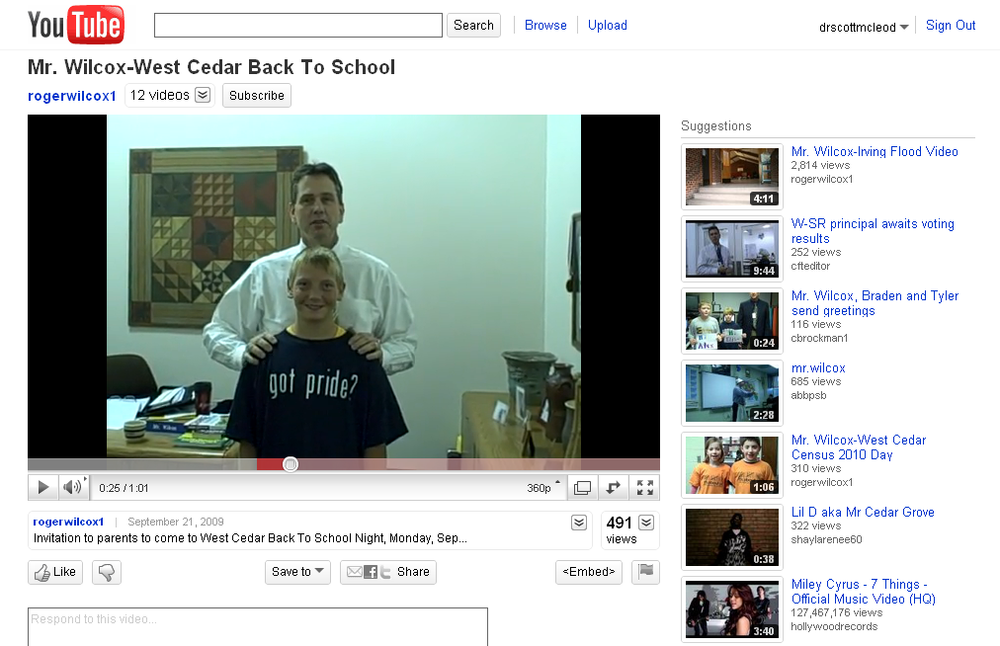 YouTube
Search
Browse
Upload
drscottmcleod
Sign Out
Mr. Wilcox-West Cedar Back To School
rogerwilcox1
12 videos
Subscribe
got pride?
Mr. Wilcox
0:25 / 1:01
360p
rogerwilcox1 | September 21, 2009
Invitation to parents to come to West Cedar Back To School Night, Monday, Sep...
491
views
Like
Save to
Share
<Embed>
Respond to this video...
Suggestions
4:11
Mr. Wilcox-Irving Flood Video
2,814 views
rogerwilcox1
9:44
W-SR principal awaits voting
results
252 views
cfteditor
0:24
Mr. Wilcox, Braden and Tyler
send greetings
116 views
cbrockman1
2:28
mr.wilcox
685 views
abbpsb
1:06
Mr. Wilcox-West Cedar
Census 2010 Day
310 views
rogerwilcox1
0:38
Lil D aka Mr Cedar Grove
322 views
shaylarenee60
3:40
Miley Cyrus - 7 Things -
Official Music Video (HQ)
127,467,176 views
hollywoodrecords